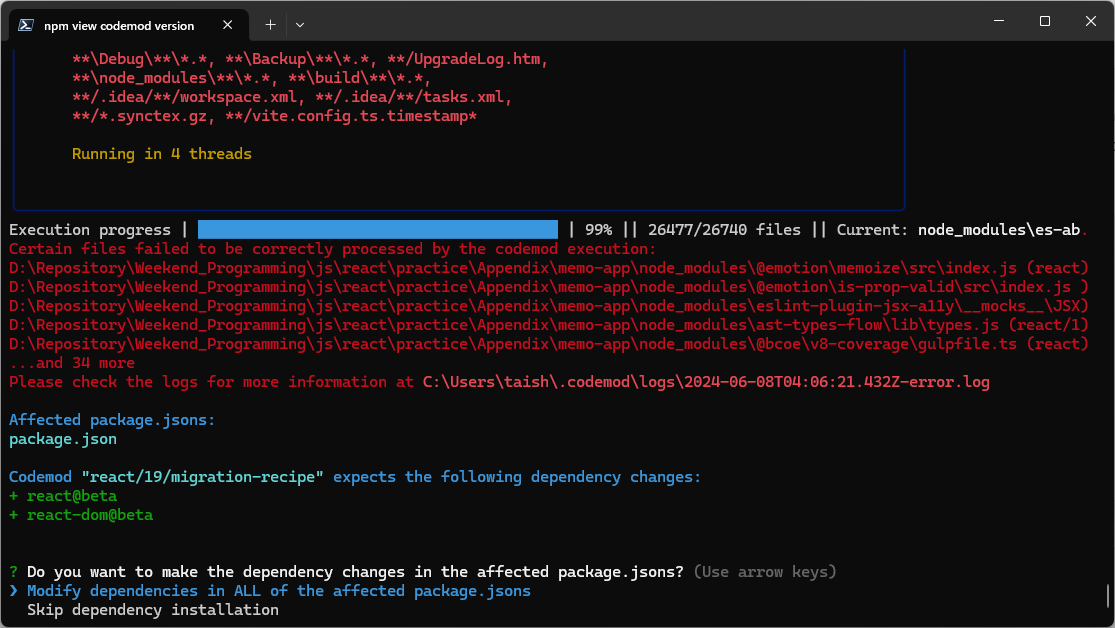 npm view codemod version
**\Debug\**\*.*, **\Backup\**\*.*, **/UpgradeLog.htm,
**\node_modules\**\*.*, **\build\**\*.*,
**/.idea/**/workspace.xml, **/.idea/**/tasks.xml,
**/*.synctex.gz, **/vite.config.ts.timestamp*
Running in 4 threads
Execution progress | | 99% || 26477/26740 files || Current: node_modules\es-ab.
Certain files failed to be correctly processed by the codemod execution:
D:\Repository\Weekend_Programming\js\react\practice\Appendix\memo-app\node_modules\@emotion\memoize\src\index.js (react)
D:\Repository\Weekend_Programming\js\react\practice\Appendix\memo-app\node_modules\@emotion\is-prop-valid\src\index.js )
D:\Repository\Weekend_Programming\js\react\practice\Appendix\memo-app\node_modules\eslint-plugin-jsx-a11y\__mocks__\JSX)
D:\Repository\Weekend_Programming\js\react\practice\Appendix\memo-app\node_modules\ast-types-flow\lib\types.js (react/1)
D:\Repository\Weekend_Programming\js\react\practice\Appendix\memo-app\node_modules\@bcoe\v8-coverage\gulpfile.ts (react)
...and 34 more
Please check the logs for more information at C:\Users\taish\.codemod\logs\2024-06-08T04:06:21.432Z-error.log
Affected package.jsons:
package.json
Codemod "react/19/migration-recipe" expects the following dependency changes:
+ react@beta
+ react-dom@beta
? Do you want to make the dependency changes in the affected package.jsons? (Use arrow keys)
❯ Modify dependencies in ALL of the affected package.jsons
Skip dependency installation